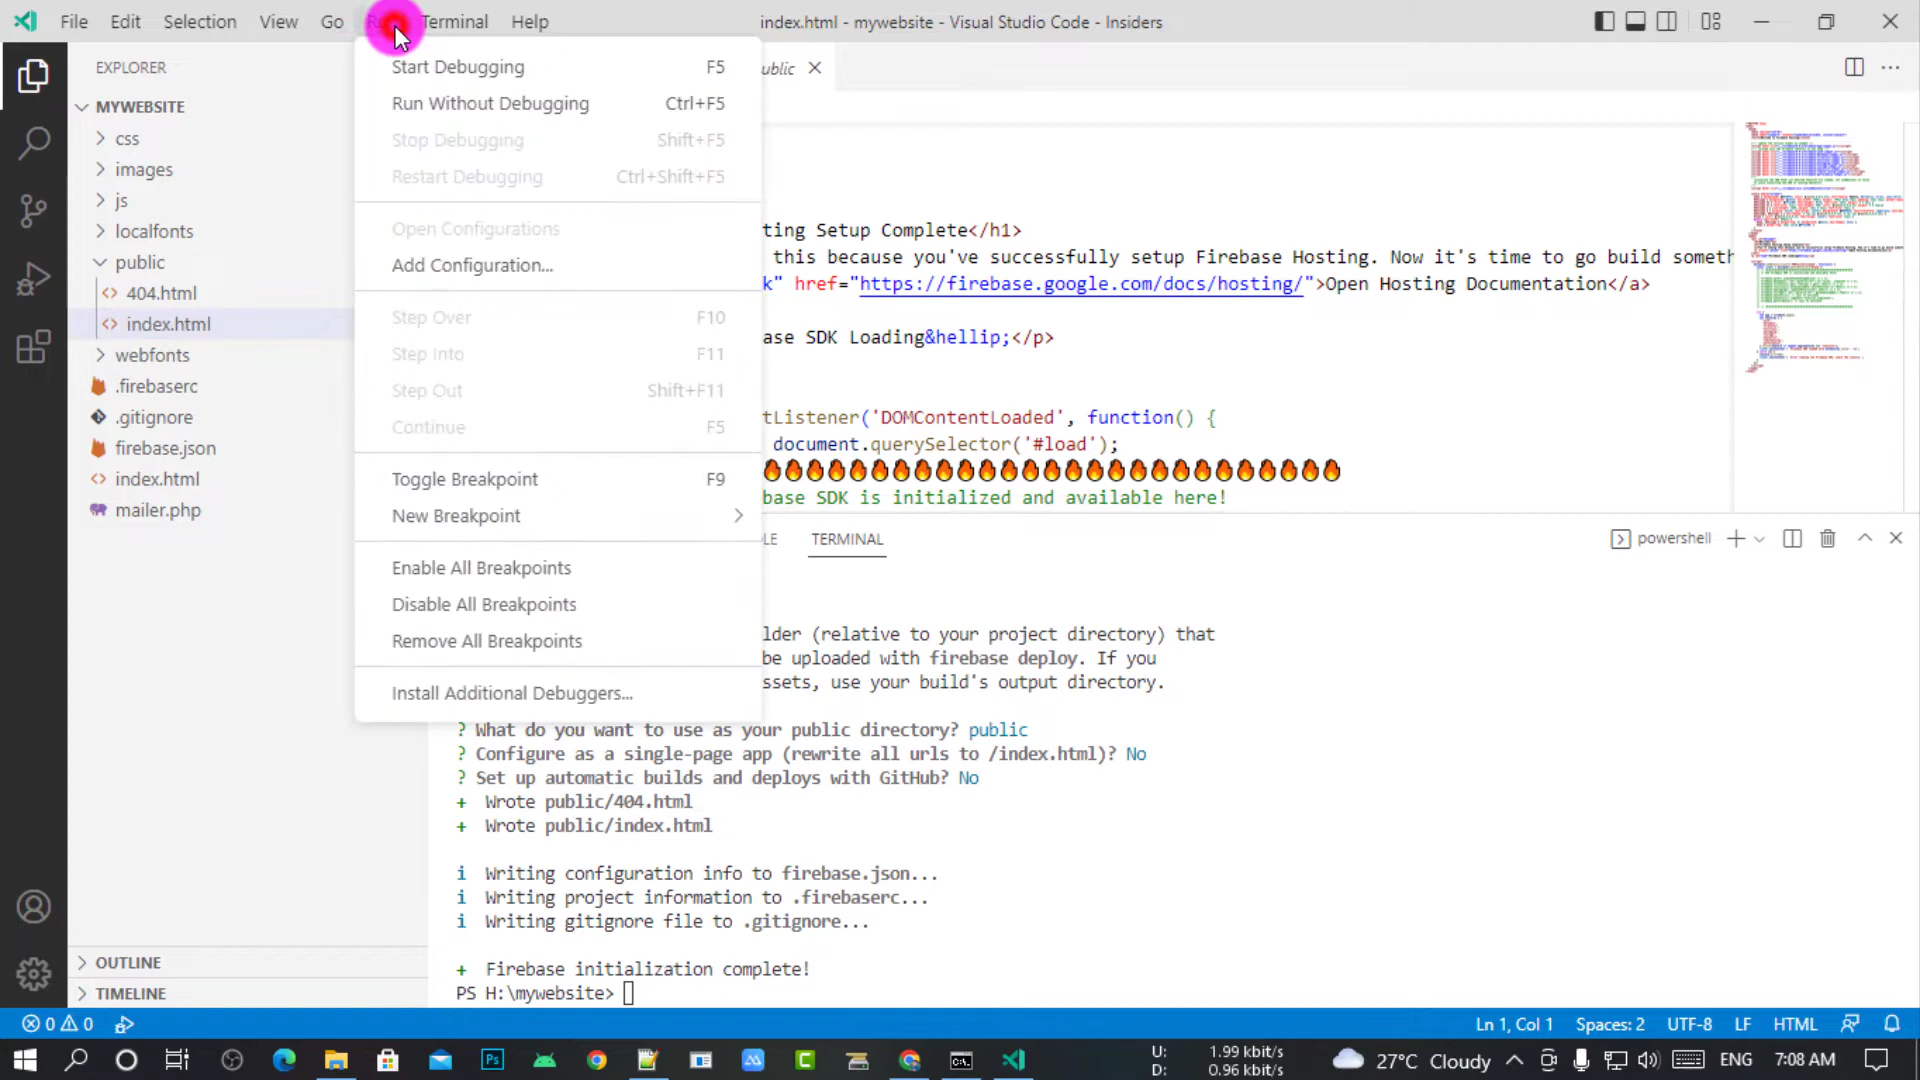 File Edit Selection View Go Terminal Help
index.html - mywebsite - Visual Studio Code - Insiders
EXPLORER
MYWEBSITE
css
images
js
localfonts
public
404.html
index.html
webfonts
.firebaserc
.gitignore
firebase.json
index.html
mailer.php
OUTLINE
TIMELINE
Start Debugging F5
Run Without Debugging Ctrl+F5
Stop Debugging Shift+F5
Restart Debugging Ctrl+Shift+F5
Open Configurations
Add Configuration...
Step Over F10
Step Into F11
Step Out Shift+F11
Continue F5
Toggle Breakpoint F9
New Breakpoint
Enable All Breakpoints
Disable All Breakpoints
Remove All Breakpoints
Install Additional Debuggers...
ublic
ting Setup Complete</h1>
this because you've successfully setup Firebase Hosting. Now it's time to go build someth
k" href="https://firebase.google.com/docs/hosting/">Open Hosting Documentation</a>
ase SDK Loading&hellip;</p>
tListener('DOMContentLoaded', function() {
document.querySelector('#load');
🔥🔥🔥🔥🔥🔥🔥🔥🔥🔥🔥🔥🔥🔥🔥🔥🔥🔥🔥🔥🔥🔥🔥🔥🔥🔥🔥
base SDK is initialized and available here!
LE TERMINAL powershell
lder (relative to your project directory) that
be uploaded with firebase deploy. If you
ssets, use your build's output directory.
? What do you want to use as your public directory? public
? Configure as a single-page app (rewrite all urls to /index.html)? No
? Set up automatic builds and deploys with GitHub? No
+ Wrote public/404.html
+ Wrote public/index.html
i Writing configuration info to firebase.json...
i Writing project information to .firebaserc...
i Writing gitignore file to .gitignore...
+ Firebase initialization complete!
PS H:\mywebsite>
0 0 Ln 1, Col 1 Spaces: 2 UTF-8 LF HTML
Ps C
U: 1.99 kbit/s
D: 0.96 kbit/s
27°C Cloudy ENG 7:08 AM